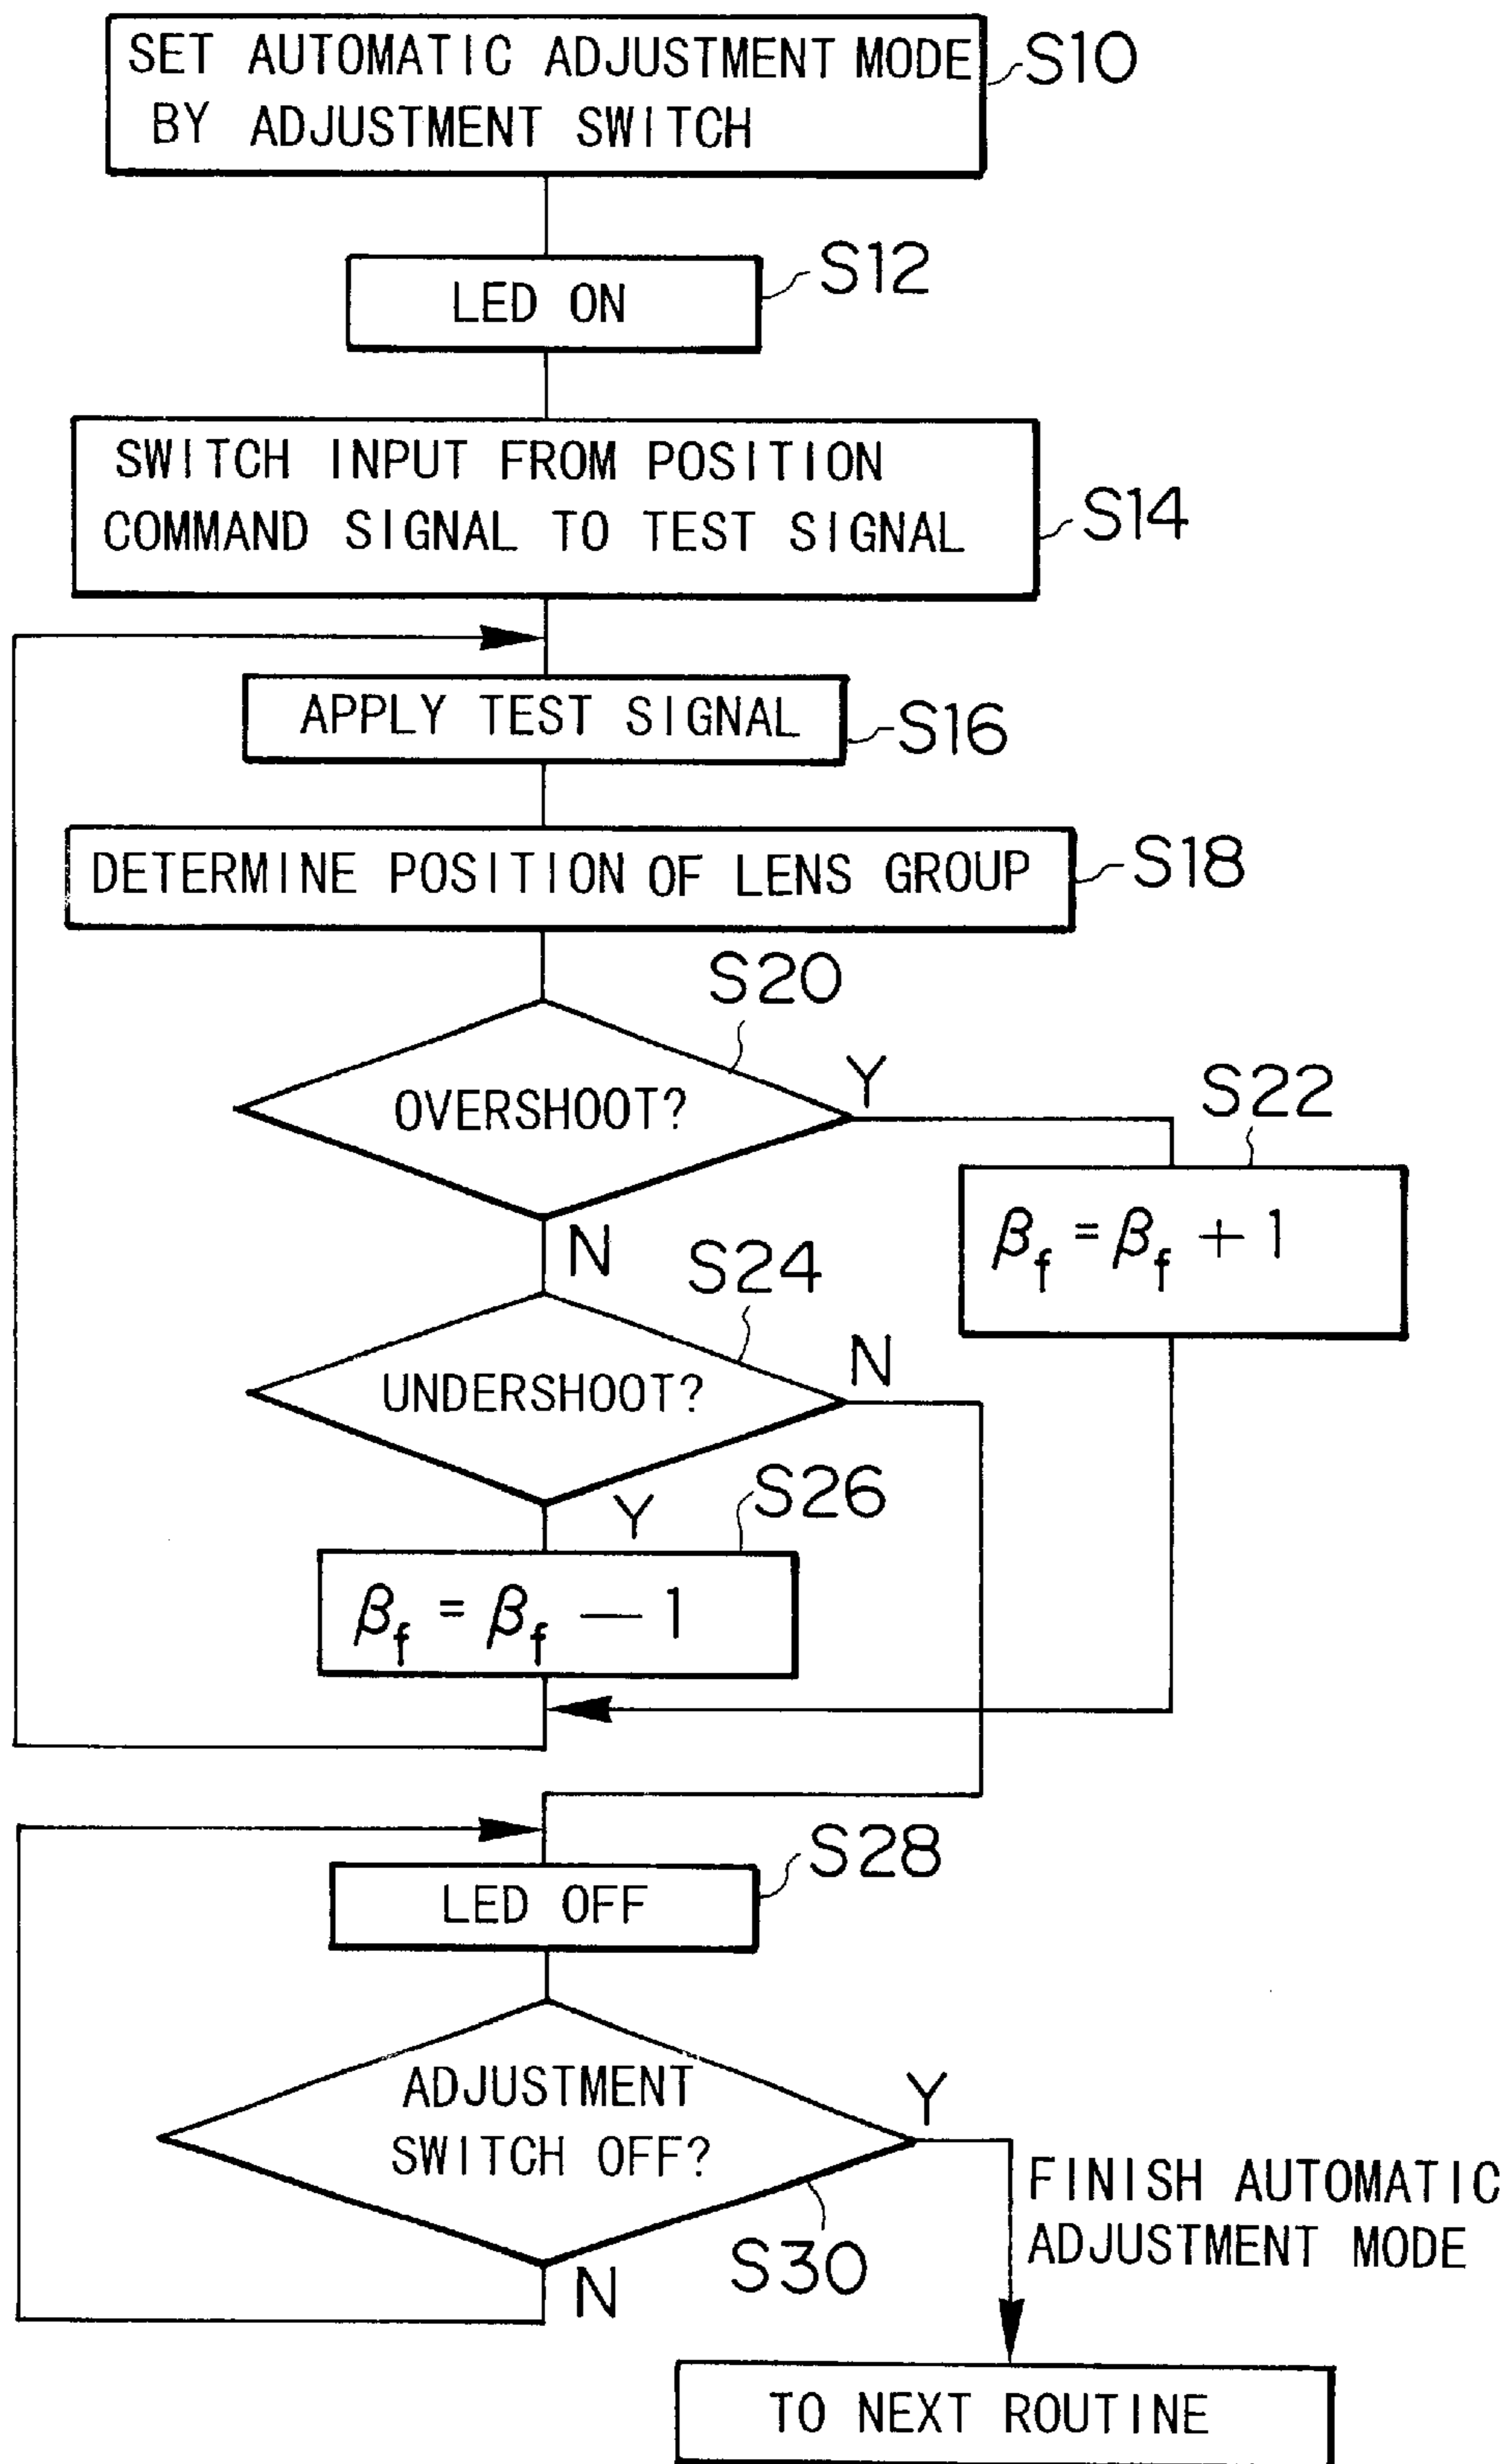 SET AUTOMATIC ADJUSTMENT MODE
BY ADJUSTMENT SWITCH
S10
LED ON
S12
SWITCH INPUT FROM POSITION
COMMAND SIGNAL TO TEST SIGNAL
S14
APPLY TEST SIGNAL
S16
DETERMINE POSITION OF LENS GROUP
S18
S20
OVERSHOOT?
Y
N
S22
βf = βf + 1
S24
UNDERSHOOT?
N
Y
S26
βf = βf — 1
LED OFF
S28
ADJUSTMENT
SWITCH OFF?
Y
S30
N
FINISH AUTOMATIC
ADJUSTMENT MODE
TO NEXT ROUTINE